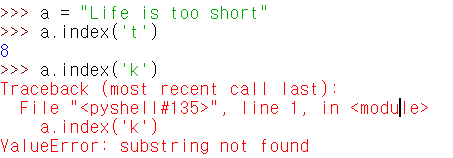 >>> a = "Life is too short"
>>> a.index('t')
8
>>> a.index('k')
Traceback (most recent call last):
  File "<pyshell#135>", line 1, in <module>
    a.index('k')
ValueError: substring not found